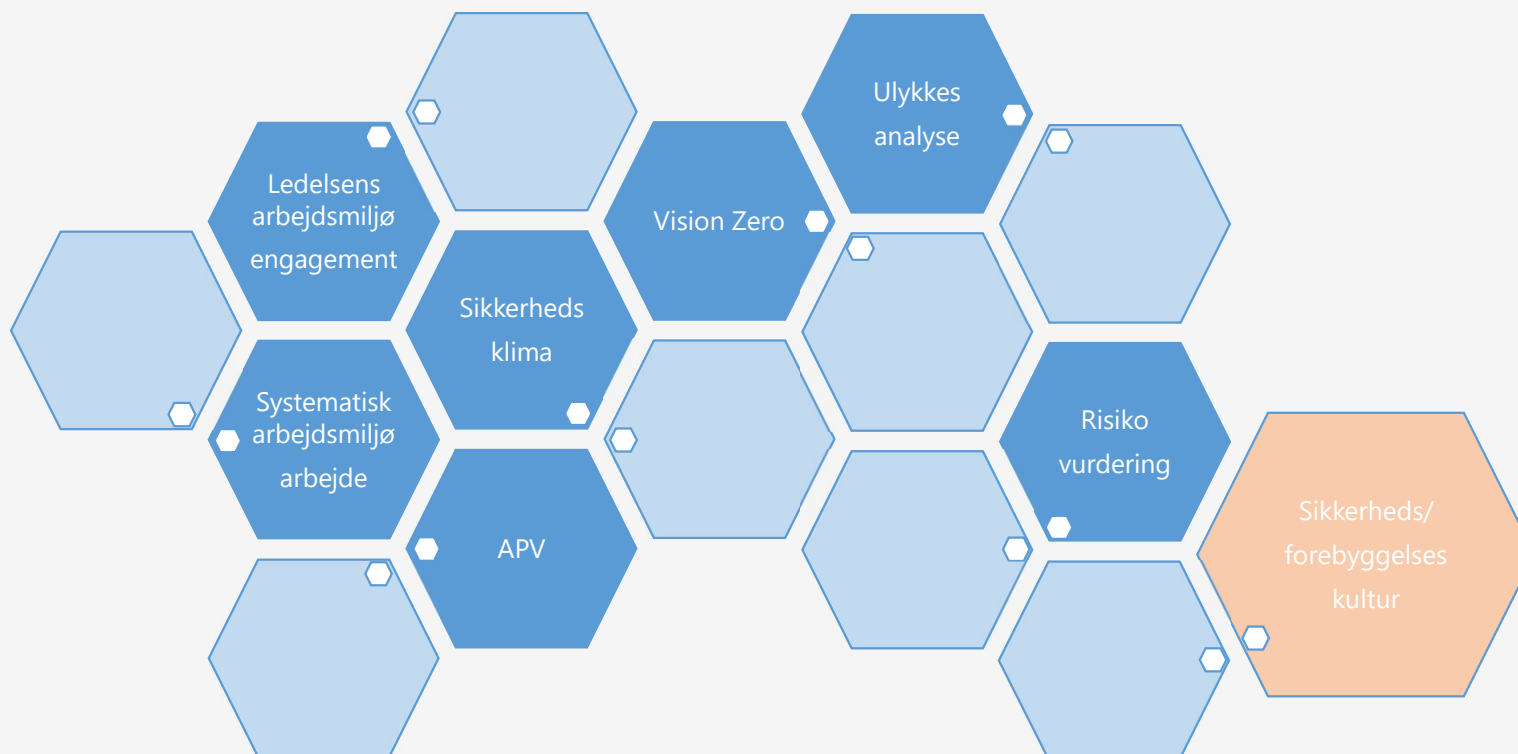 Ulykkes
analyse
Ledelsens
arbejdsmiljø
engagement
Vision Zero
Sikkerheds
klima
Systematisk
arbejdsmiljø
arbejde
Risiko
vurdering
APV
Sikkerheds/
forebyggelses
kultur